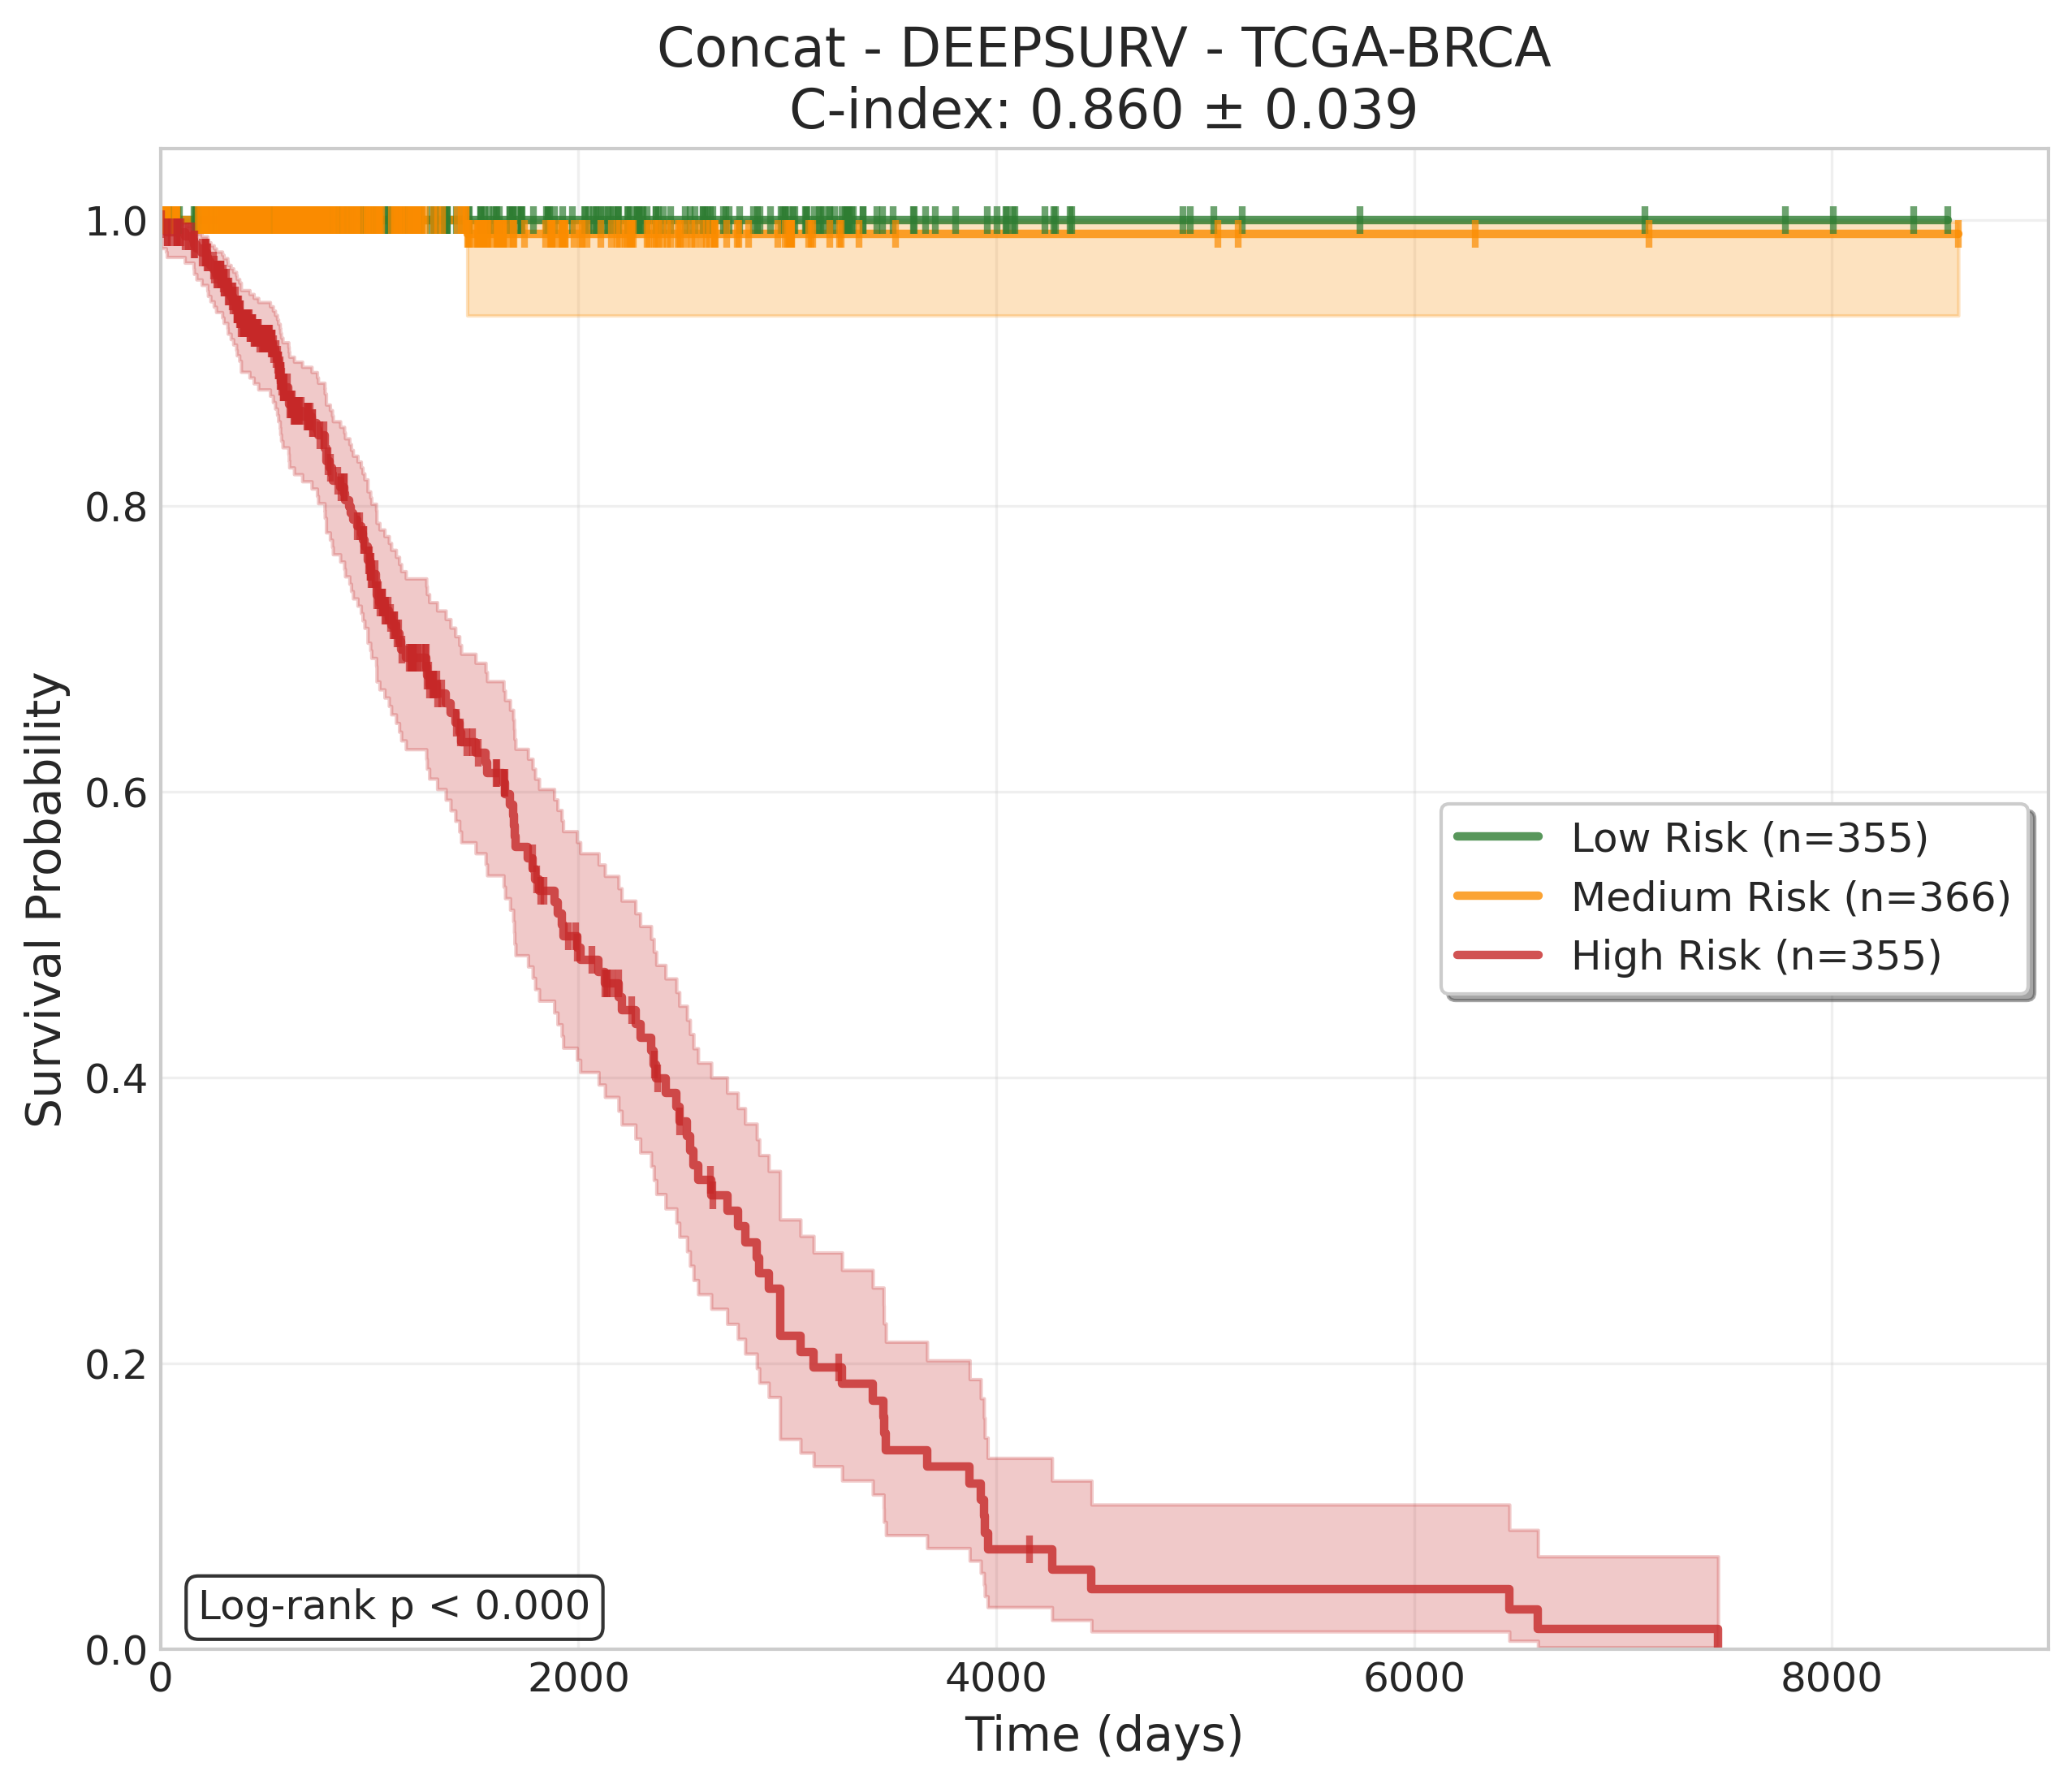 Concat - DEEPSURV - TCGA-BRCA
C-index: 0.860 ± 0.039
Survival Probability
1.0
0.8
0.6
0.4
0.2
0.0
Low Risk (n=355)
Medium Risk (n=366)
High Risk (n=355)
Log-rank p < 0.000
0 2000 4000 6000 8000
Time (days)